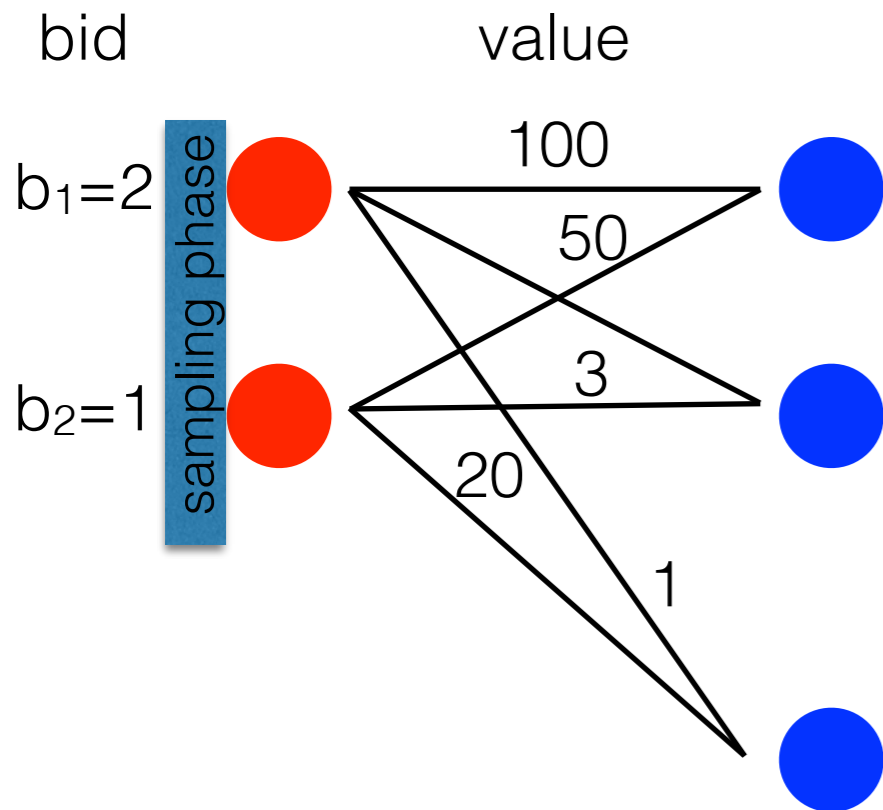 bid
value
100
b₁=2
50
sampling phase
3
b₂=1
20
1